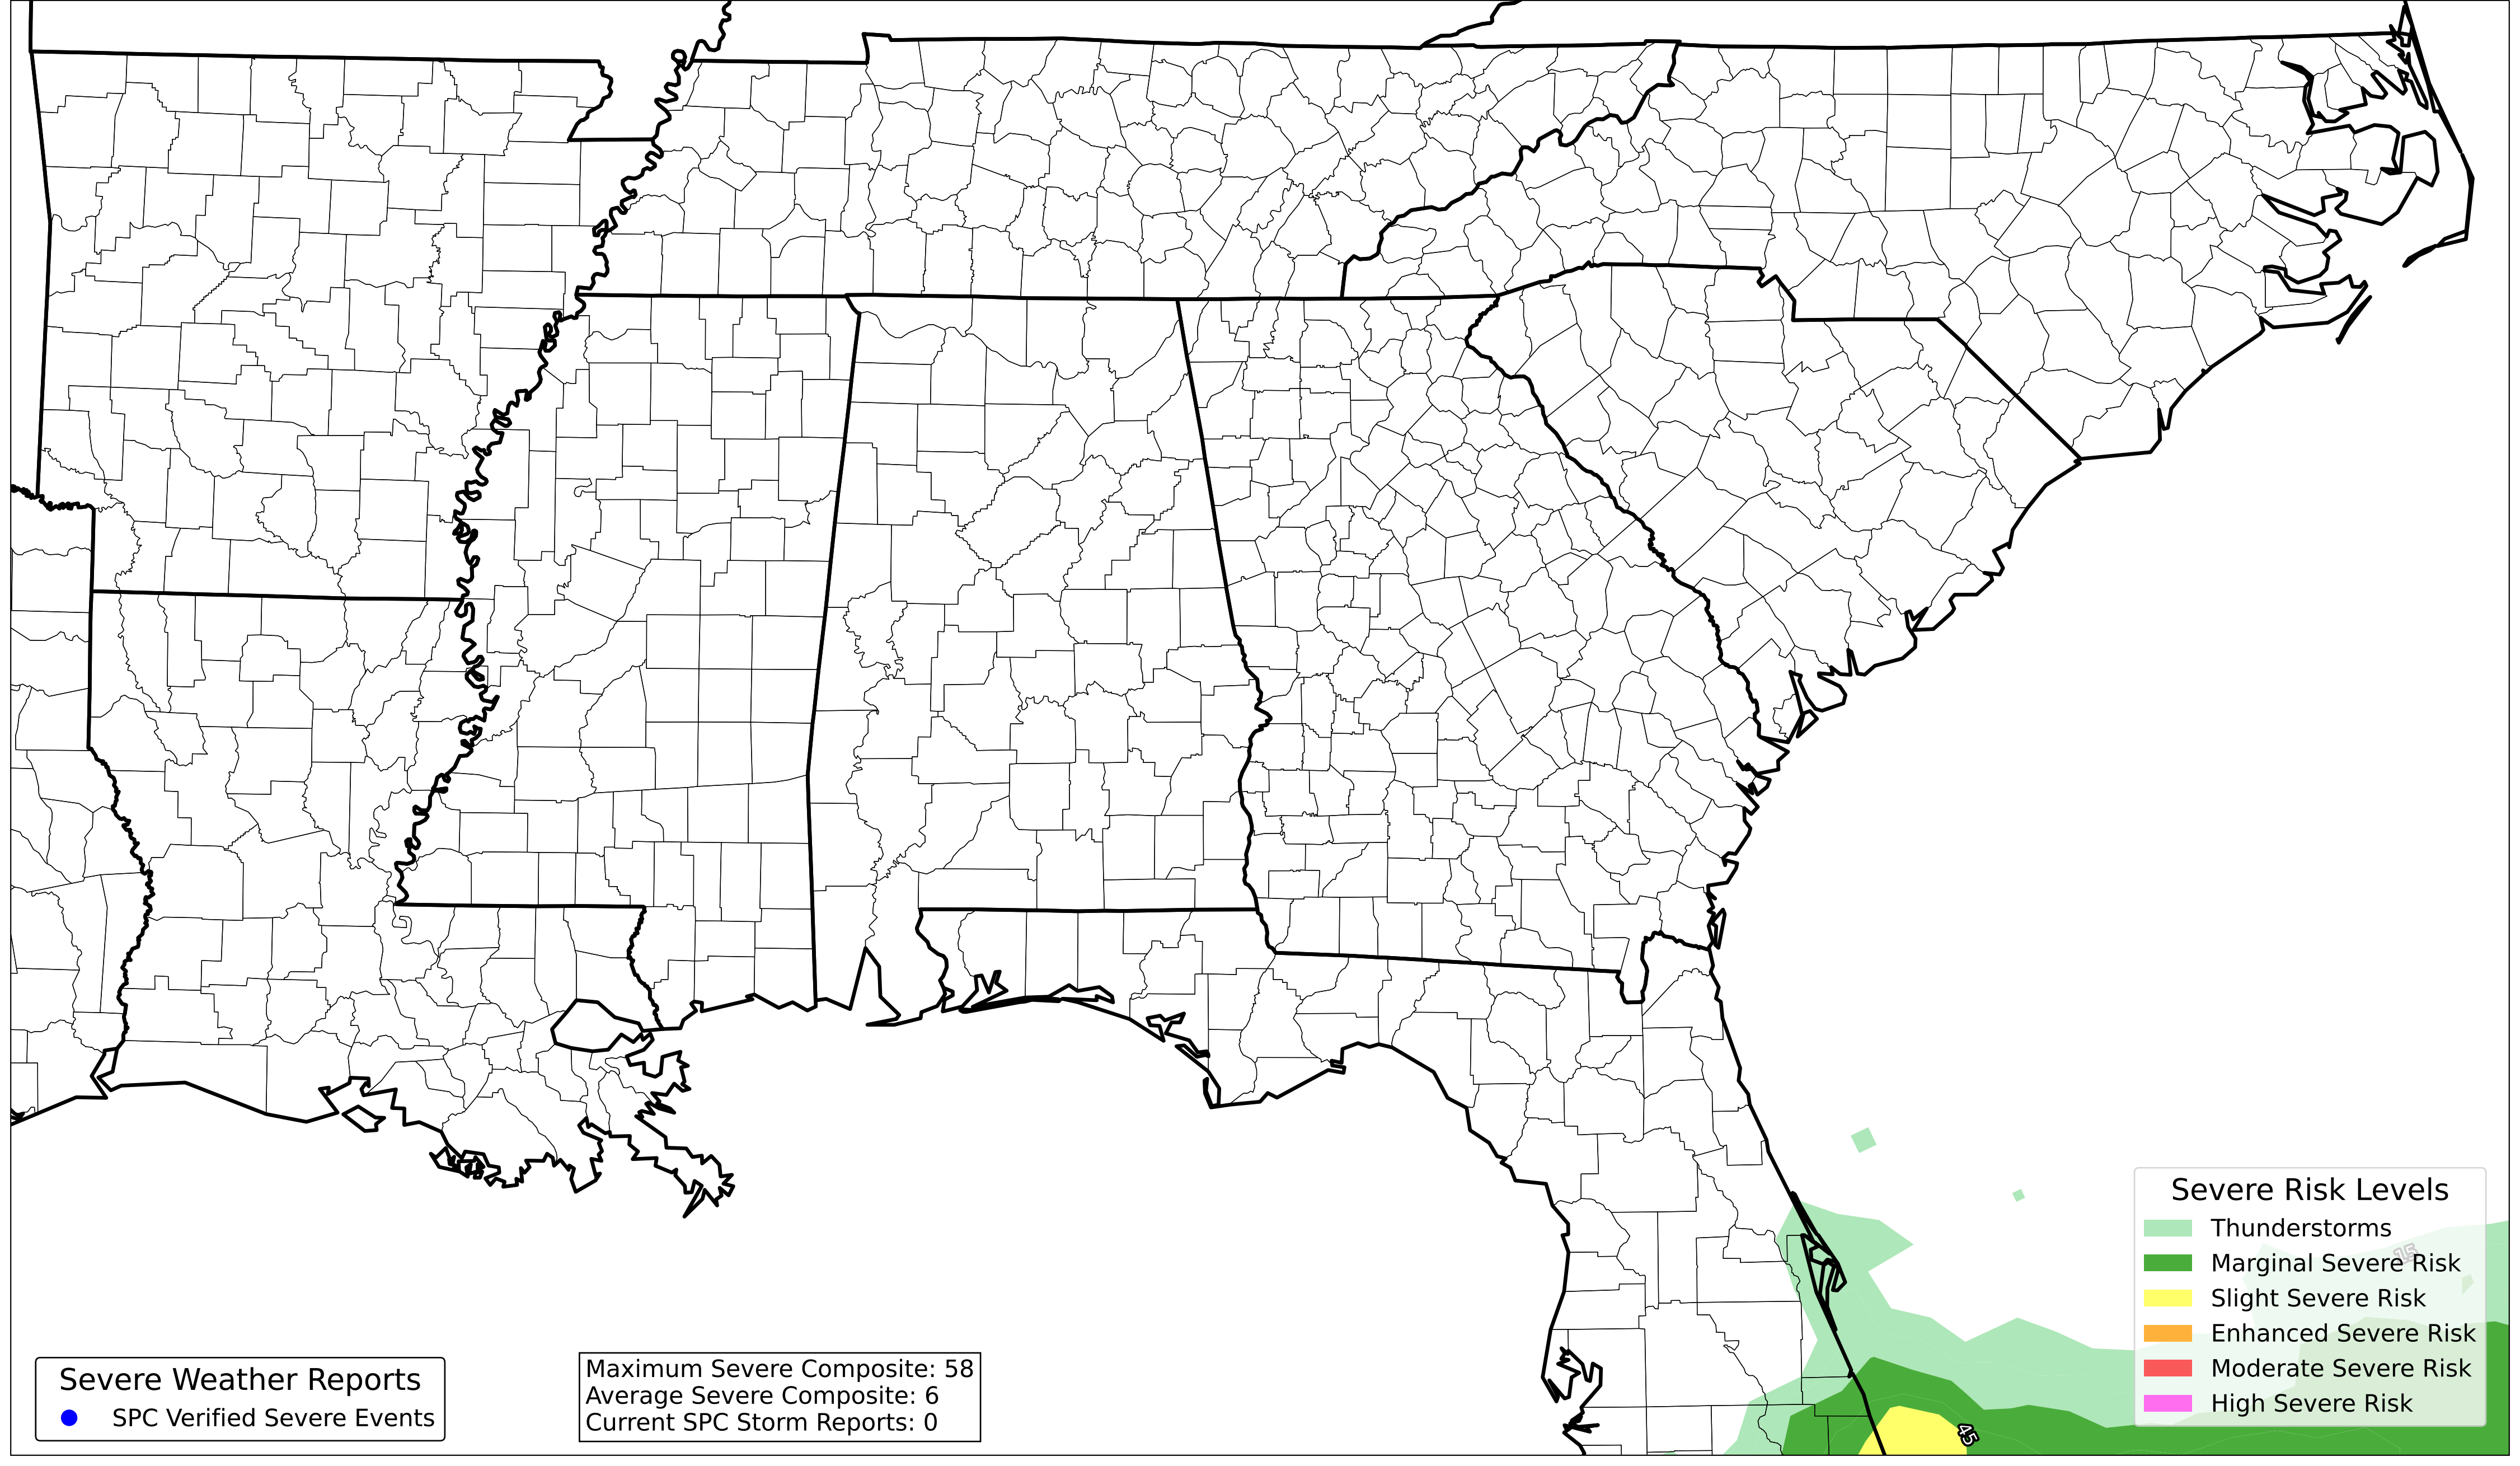 15
Severe Risk Levels
Thunderstorms
Marginal Severe Risk
Slight Severe Risk
Enhanced Severe Risk
Moderate Severe Risk
High Severe Risk
Severe Weather Reports
SPC Verified Severe Events
Maximum Severe Composite: 58
Average Severe Composite: 6
Current SPC Storm Reports: 0
45